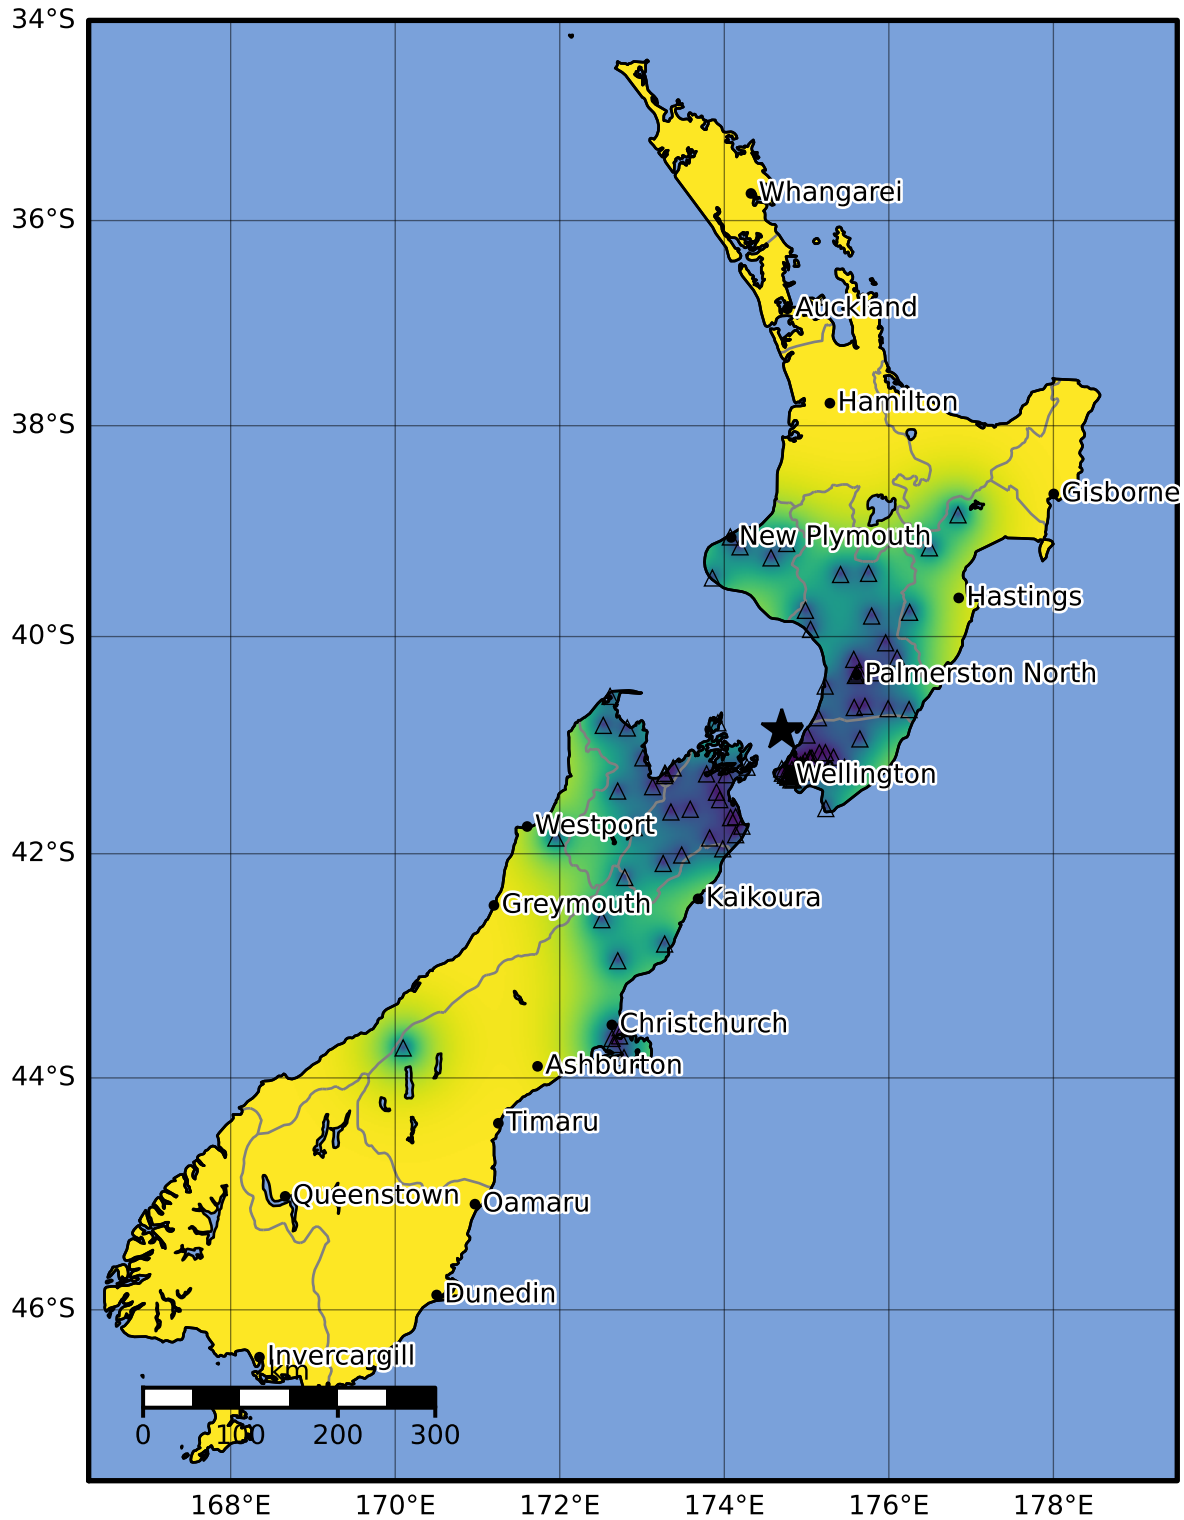 34°S
Whangarei
36°S
Auckland
Hamilton
38°S
Gisborne
New Plymouth
Hastings
40°S
Palmerston North
Wellington
Westport
42°S
Kaikoura
Greymouth
Christchurch
Ashburton
44°S
Timaru
Queenstown
Oamaru
Dunedin
46°S
Invercargill
km
0 100 200 300
168°E 170°E 172°E 174°E 176°E 178°E